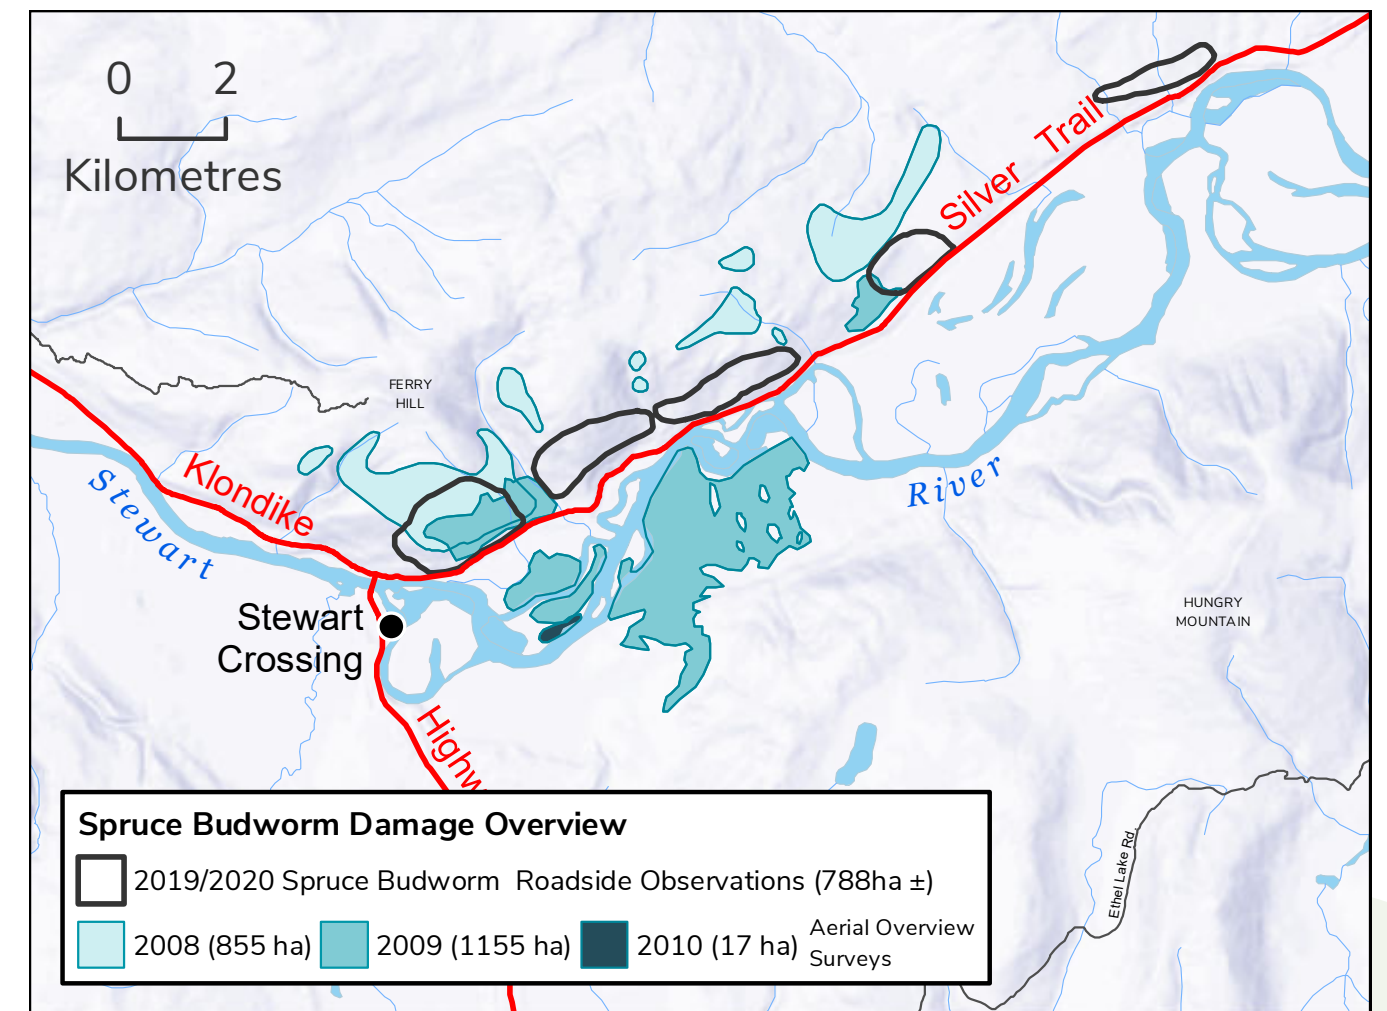 0 2
Kilometres
Silver Trail
FERRY
HILL
Klondike
Stewart
River
Stewart
Crossing
HUNGRY
MOUNTAIN
Highw
Ethel Lake Rd
Spruce Budworm Damage Overview
2019/2020 Spruce Budworm Roadside Observations (788ha ±)
2008 (855 ha) 2009 (1155 ha) 2010 (17 ha) Aerial Overview
Surveys